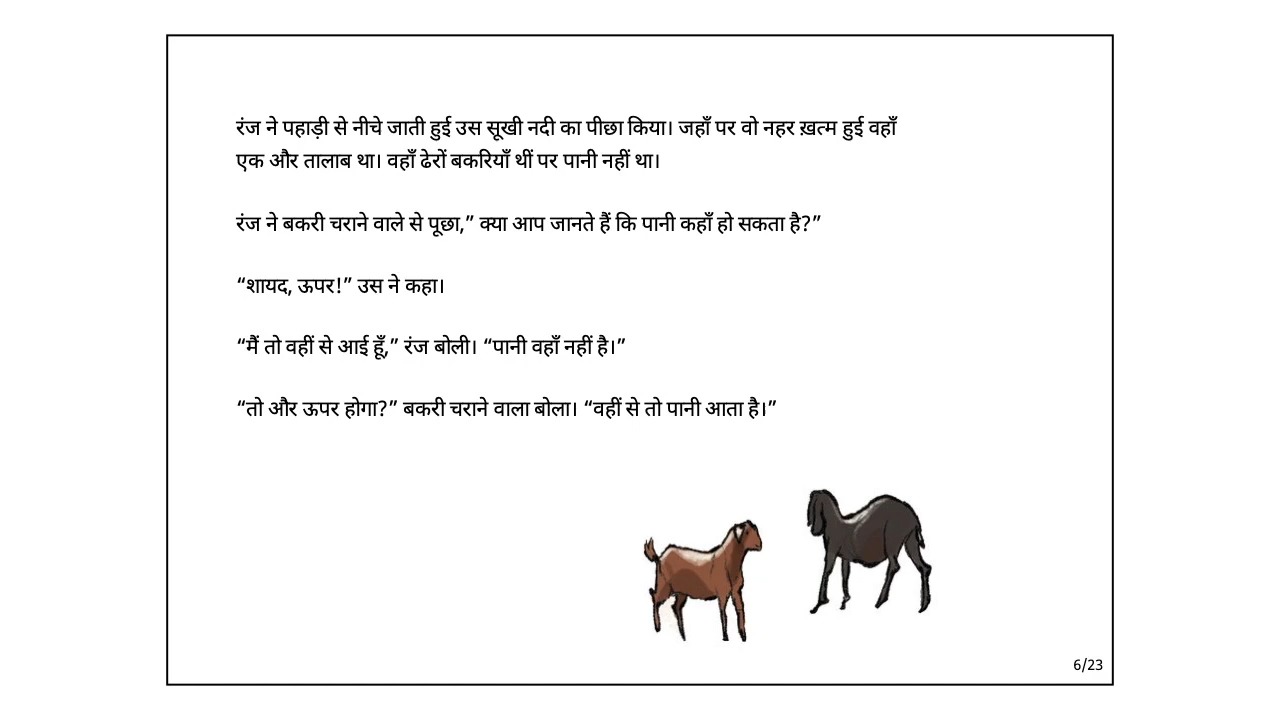 रंज ने पहाड़ी से नीचे जाती हुई उस सूखी नदी का पीछा किया। जहाँ पर वो नहर ख़त्म हुई वहाँ
एक और तालाब था। वहाँ ढेरों बकरियाँ थीं पर पानी नहीं था।
रंज ने बकरी चराने वाले से पूछा,” क्या आप जानते हैं कि पानी कहाँ हो सकता है?”
“शायद, ऊपर!” उस ने कहा।
“मैं तो वहीं से आई हूँ,” रंज बोली। “पानी वहाँ नहीं है।”
“तो और ऊपर होगा?” बकरी चराने वाला बोला। “वहीं से तो पानी आता है।”
6/23